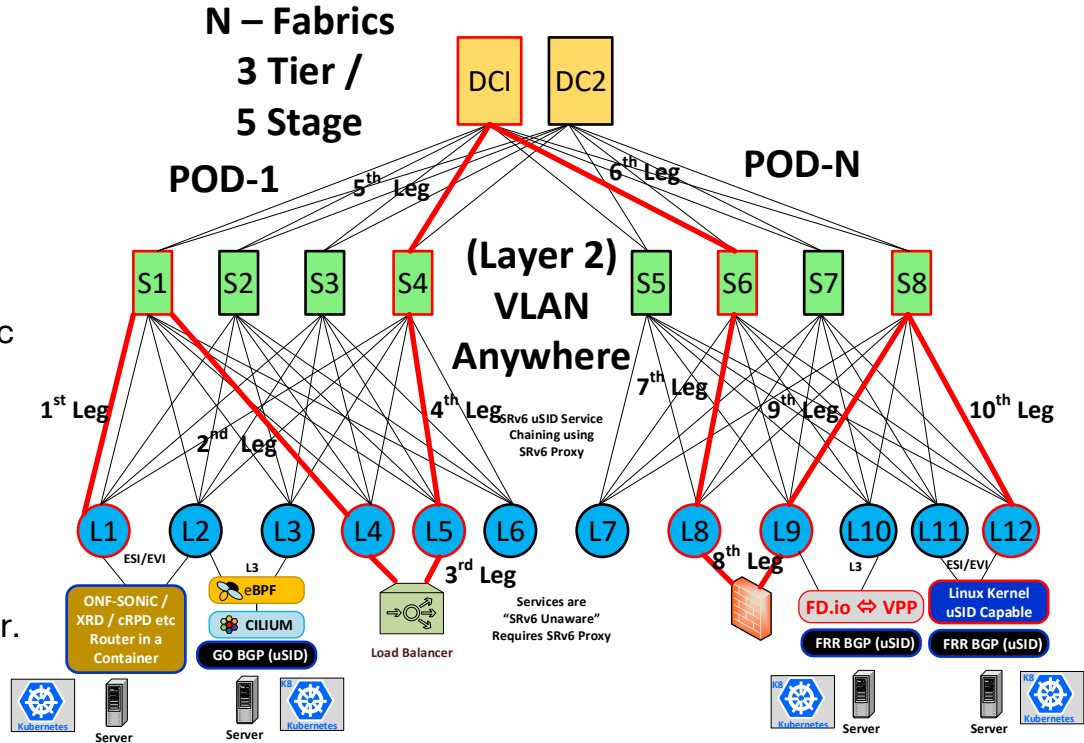 N – Fabrics
3 Tier /
5 Stage
DCI
DC2
POD-1
POD-N
5th Leg
6th Leg
S1
S2
S3
S4
(Layer 2)
VLAN
Anywhere
S5
S6
S7
S8
c
1st Leg
2nd Leg
4th Leg
SRv6 uSID Service
Chaining using
SRv6 Proxy
7th Leg
9th Leg
10th Leg
L1
L2
L3
L4
L5
L6
L7
L8
L9
L10
L11
L12
ESI/EVI
L3
3rd Leg
8th Leg
L3
ESI/EVI
ONF-SONiC /
XRD / cRPD etc
Router in a
Container
eBPF
CILIUM
GO BGP (uSID)
Load Balancer
Services are
“SRv6 Unaware”
Requires SRv6 Proxy
FD.io ⇔ VPP
FRR BGP (uSID)
Linux Kernel
uSID Capable
FRR BGP (uSID)
r.
Kubernetes
Server
Server
K8
Kubernetes
K8
Kubernetes
Server
Server
K8
Kubernetes